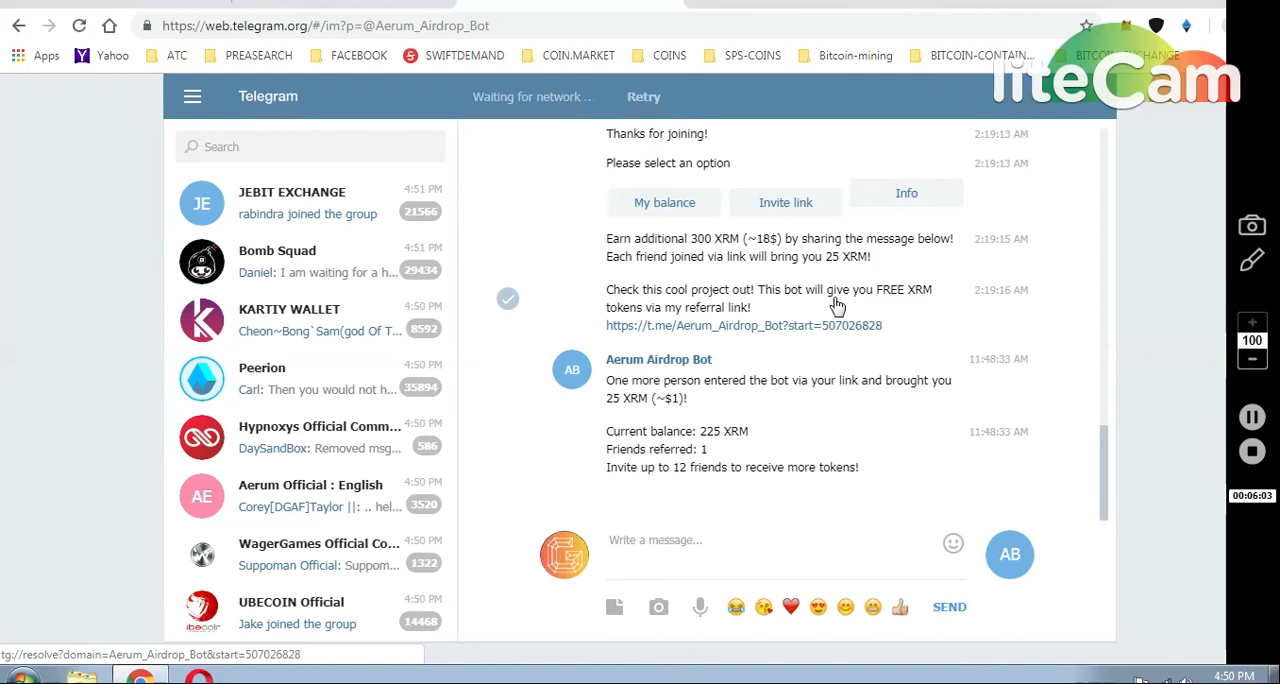 https://web.telegram.org/#/im?p=@Aerum_Airdrop_Bot
Apps Yahoo ATC PREASEARCH FACEBOOK SWIFTDEMAND COIN.MARKET COINS SPS-COINS Bitcoin-mining BITCOIN-CONTAIN... BITCOIN_EXCHANGE
liteCam
Telegram Waiting for network .. Retry
Search
JEBIT EXCHANGE 4:51 PM
rabindra joined the group 21566
Bomb Squad 4:51 PM
Daniel: I am waiting for a h... 29434
KARTIY WALLET 4:50 PM
Cheon~Bong`Sam(god Of T... 8592
Peerion 4:50 PM
Carl: Then you would not h... 35894
Hypnoxys Official Comm... 4:50 PM
DaySandBox: Removed msg... 586
AE
Aerum Official : English 4:50 PM
Corey[DGAF]Taylor ||: .. hel... 3520
WagerGames Official Co... 4:50 PM
Suppoman Official: Suppom... 1322
UBECOIN Official 4:50 PM
Jake joined the group 14468
JE
Thanks for joining! 2:19:13 AM
Please select an option 2:19:13 AM
My balance Invite link Info
Earn additional 300 XRM (~18$) by sharing the message below! 2:19:15 AM
Each friend joined via link will bring you 25 XRM!
Check this cool project out! This bot will give you FREE XRM 2:19:16 AM
tokens via my referral link!
https://t.me/Aerum_Airdrop_Bot?start=507026828
AB
Aerum Airdrop Bot 11:48:33 AM
One more person entered the bot via your link and brought you
25 XRM (~$1)!
Current balance: 225 XRM 11:48:33 AM
Friends referred: 1
Invite up to 12 friends to receive more tokens!
Write a message...
AB
SEND
100
00:06:03
tg://resolve?domain=Aerum_Airdrop_Bot&start=507026828
4:50 PM